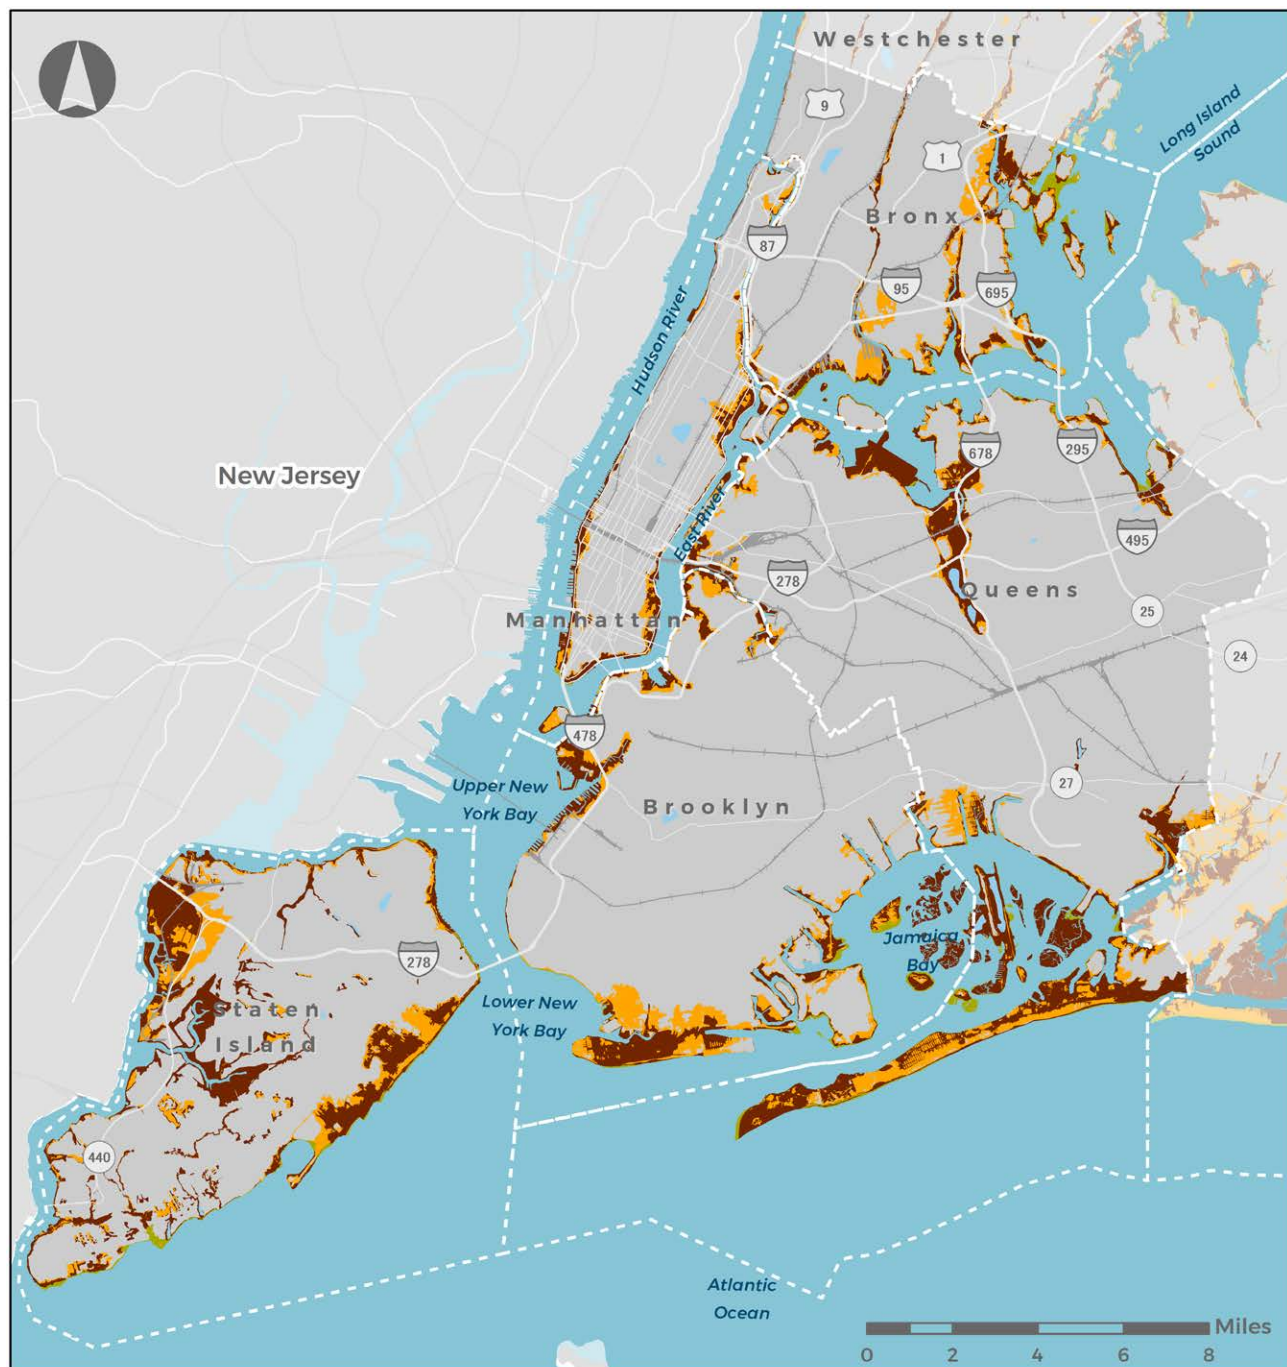 Westchester
9
Long Island
Sound
1
Bronx
87
95
695
Hudson River
New Jersey
678
295
East River
495
278
Queens
25
Manhattan
24
478
27
Upper New
York Bay
Brooklyn
Jamaica
Bay
278
Lower New
York Bay
Staten
Island
440
Atlantic
Ocean
Miles
0 2 4 6 8